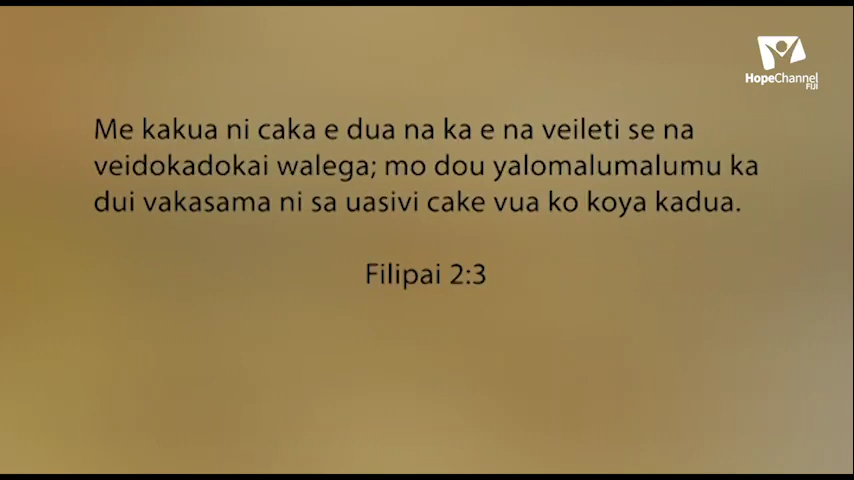 HopeChannel
FIJI
Me kakua ni caka e dua na ka e na veileti se na
veidokadokai walega; mo dou yalomalumalumu ka
dui vakasama ni sa uasivi cake vua ko koya kadua.
Filipai 2:3